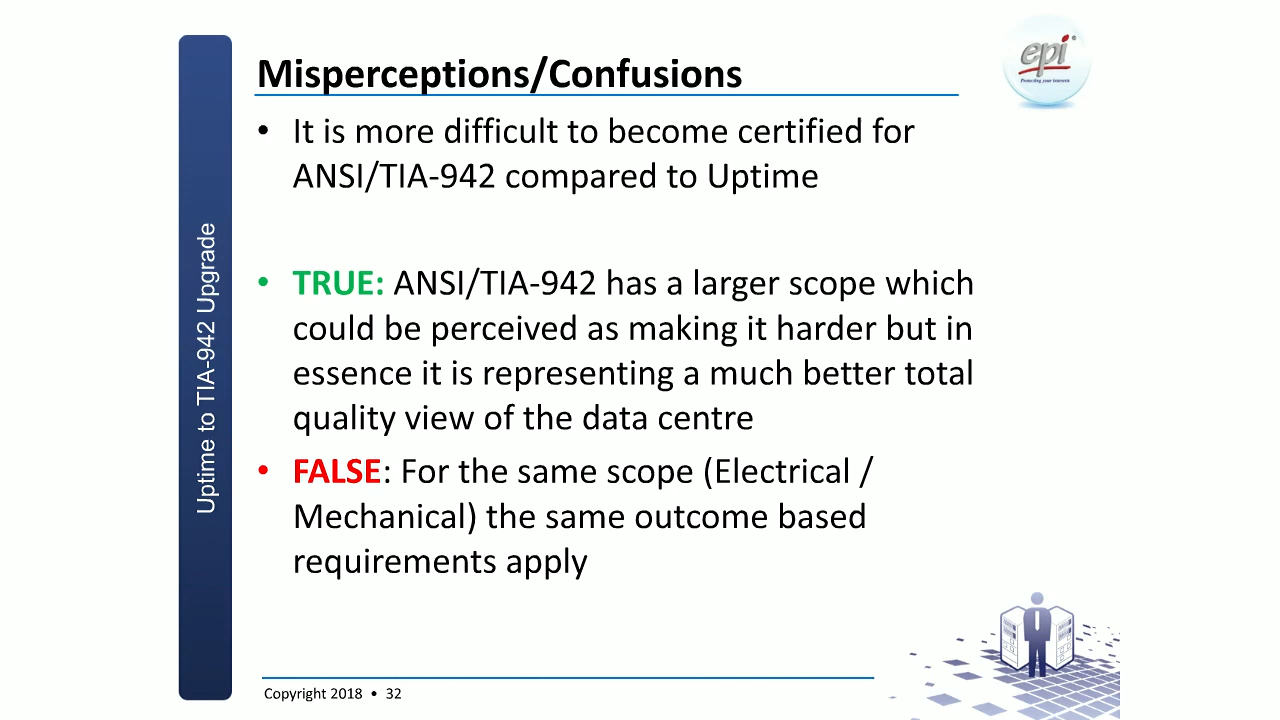 Misperceptions/Confusions
epi®
Protecting your interests
• It is more difficult to become certified for
ANSI/TIA-942 compared to Uptime
• TRUE: ANSI/TIA-942 has a larger scope which
could be perceived as making it harder but in
essence it is representing a much better total
quality view of the data centre
• FALSE: For the same scope (Electrical /
Mechanical) the same outcome based
requirements apply
Uptime to TIA-942 Upgrade
Copyright 2018 • 32